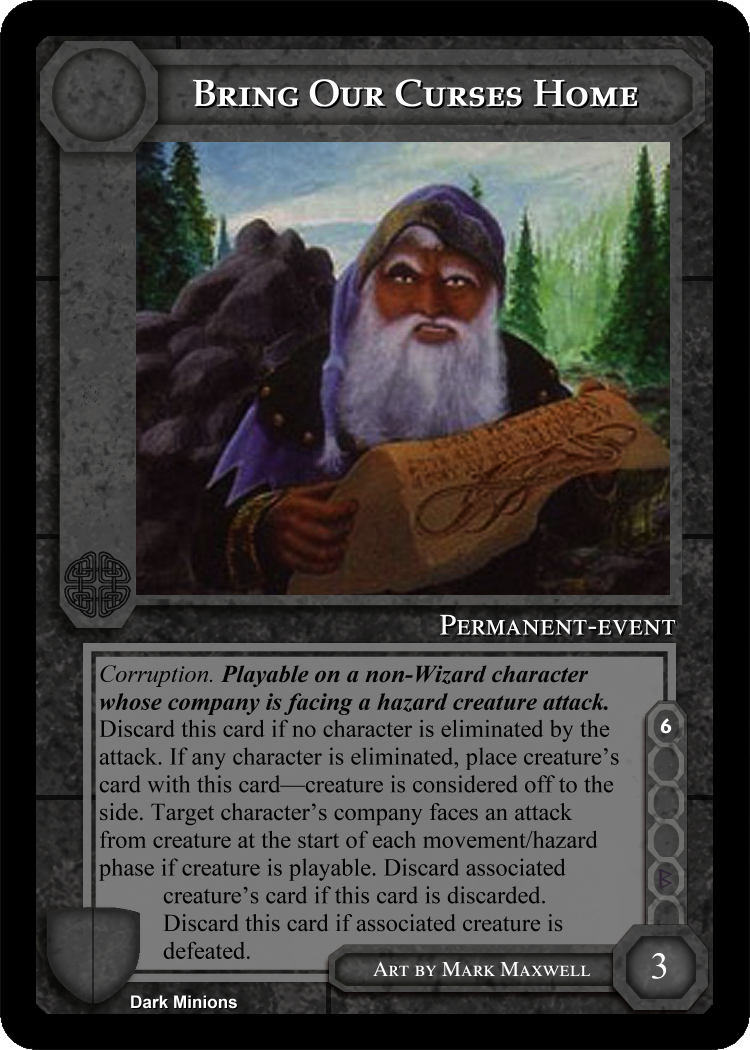 Bring Our Curses Home
Permanent-event
Corruption. Playable on a non-Wizard character
whose company is facing a hazard creature attack.
Discard this card if no character is eliminated by the
attack. If any character is eliminated, place creature's
card with this card—creature is considered off to the
side. Target character's company faces an attack
from creature at the start of each movement/hazard
phase if creature is playable. Discard associated
creature's card if this card is discarded.
Discard this card if associated creature is
defeated.
6
Art by Mark Maxwell
3
Dark Minions